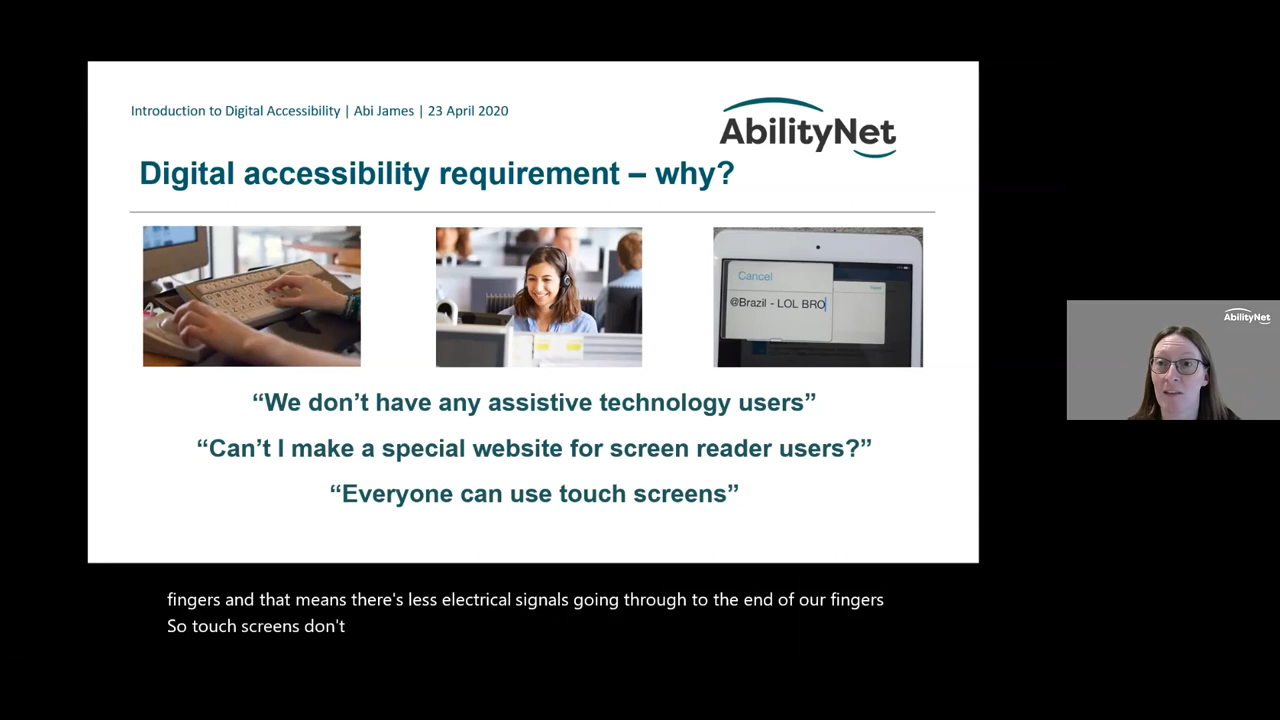 Introduction to Digital Accessibility | Abi James | 23 April 2020
AbilityNet
Digital accessibility requirement – why?
Cancel
@Brazil - LOL BRO
“We don’t have any assistive technology users”
“Can’t I make a special website for screen reader users?”
“Everyone can use touch screens”
AbilityNet
fingers and that means there's less electrical signals going through to the end of our fingers
So touch screens don't